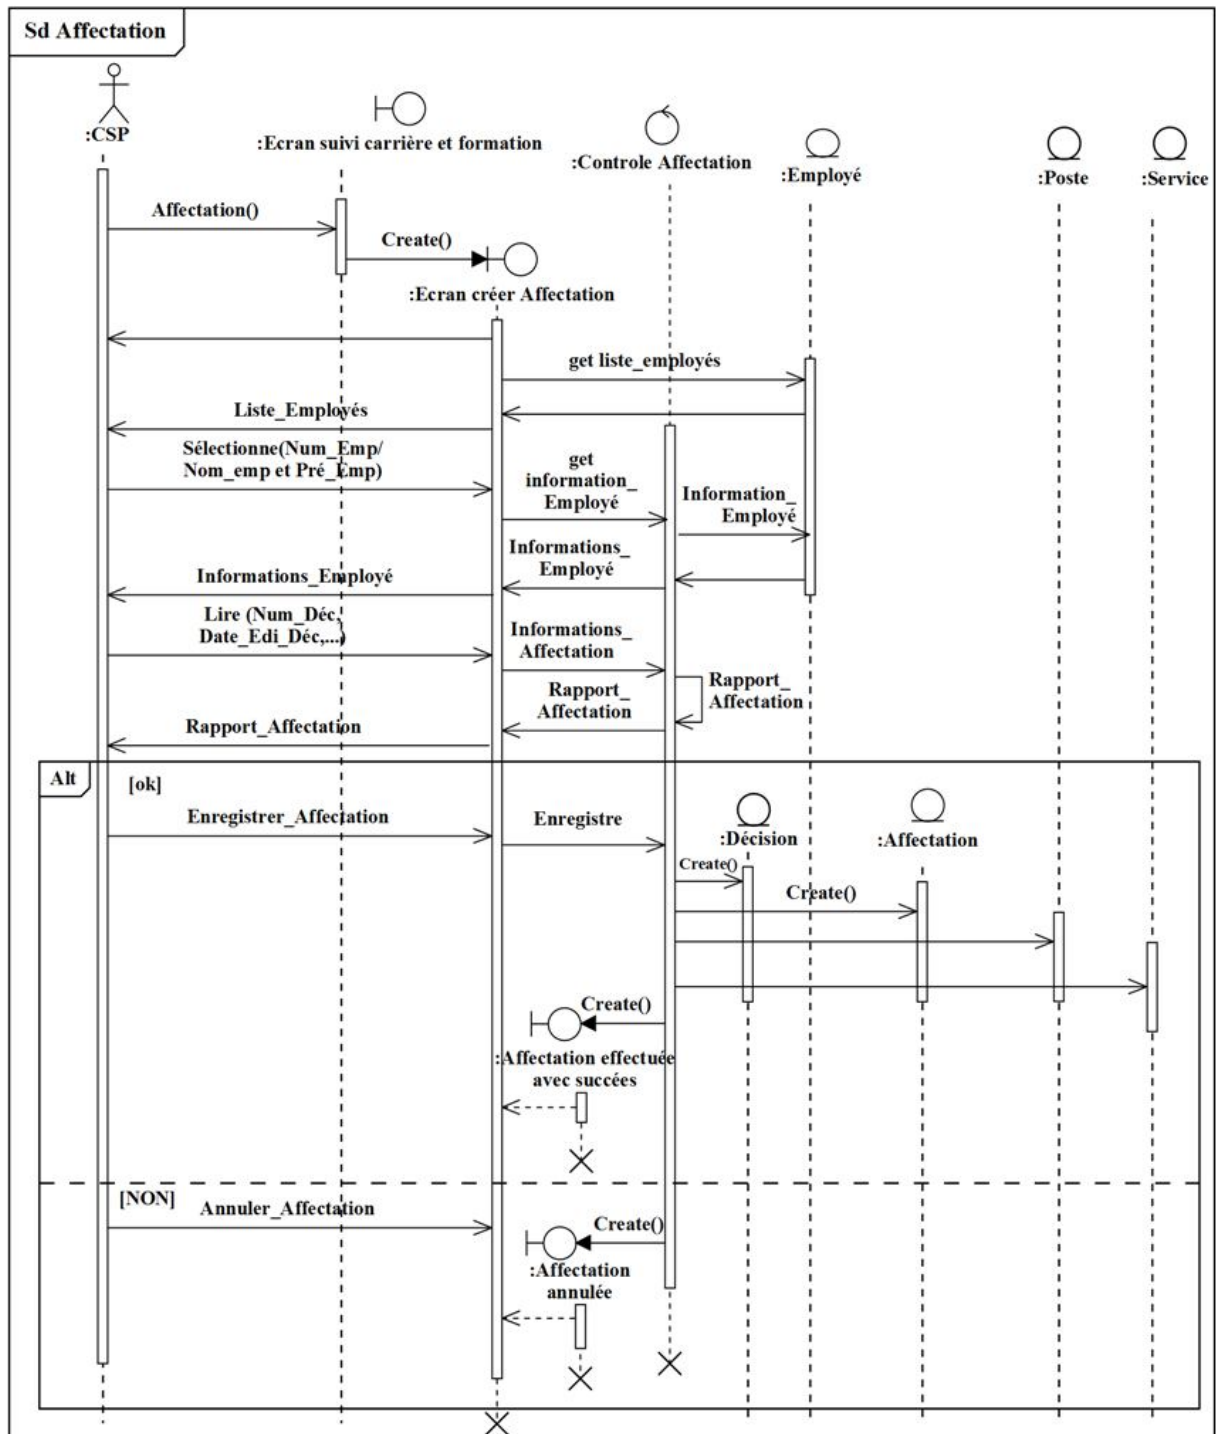 Sd Affectation
:CSP
:Ecran suivi carrière et formation
:Controle Affectation
:Employé
:Poste
:Service
Affectation()
Create()
:Ecran créer Affectation
get liste_employés
Liste_Employés
Sélectionne(Num_Emp/
Nom_emp et Pré_Emp)
get
information_
Employé
Information_
Employé
Informations_
Employé
Informations_Employé
Lire (Num_Déc,
Date_Edi_Déc,...)
Informations_
Affectation
Rapport_
Affectation
Rapport_
Affectation
Rapport_Affectation
Alt
[ok]
Enregistrer_Affectation
Enregistre
:Décision
:Affectation
Create()
Create()
Create()
:Affectation effectuée
avec succées
[NON]
Annuler_Affectation
Create()
:Affectation
annulée